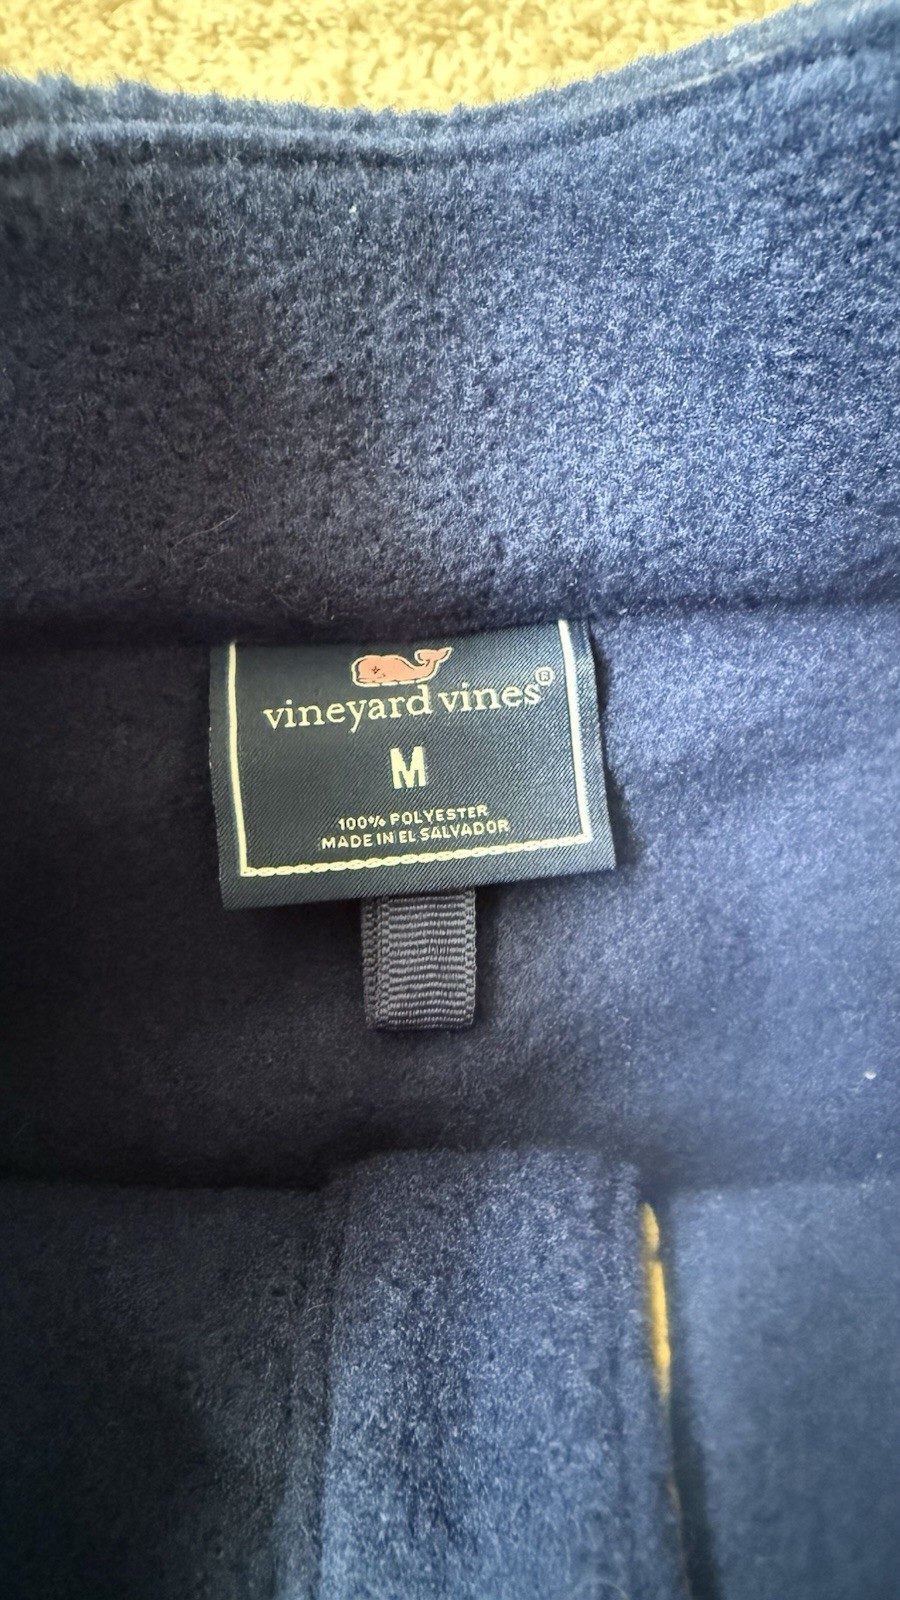 vineyard vines®
M
100% POLYESTER
MADE IN EL SALVADOR